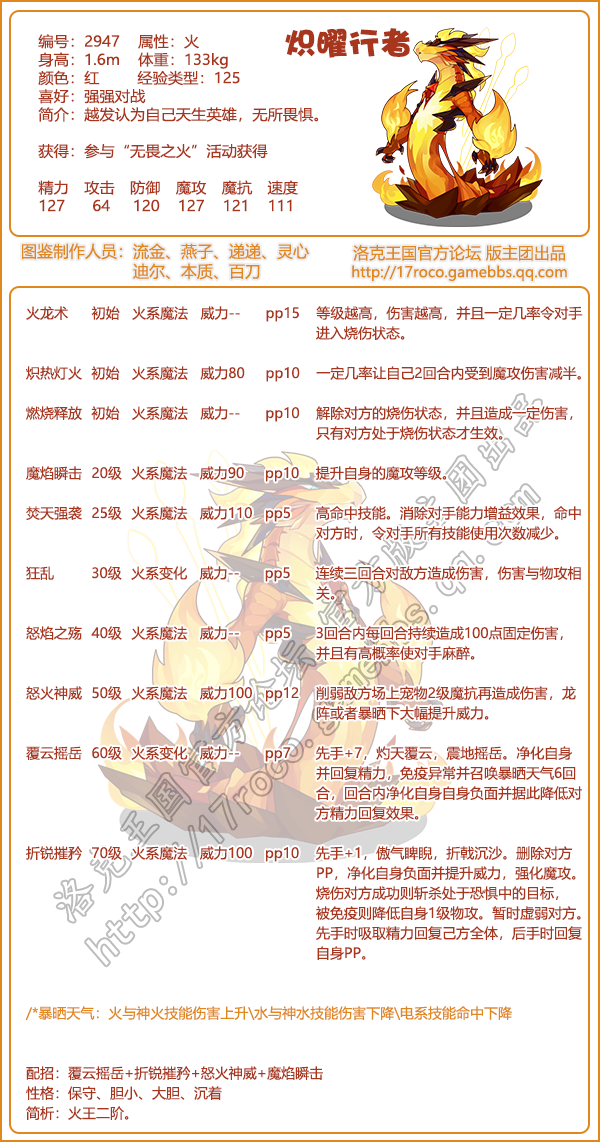 炽曜行者
编号：2947 属性：火
身高：1.6m 体重：133kg
颜色：红 经验类型：125
喜好：强强对战
简介：越发认为自己天生英雄，无所畏惧。
获得：参与“无畏之火”活动获得
精力 攻击 防御 魔攻 魔抗 速度
127 64 120 127 121 111
图鉴制作人员：流金、燕子、递递、灵心
迪尔、本质、百刀
洛克王国官方论坛 版主团出品
http://17roco.gamebbs.qq.com
火龙术 初始 火系魔法 威力-- pp15 等级越高，伤害越高，并且一定几率令对手
进入烧伤状态。
炽热灯火 初始 火系魔法 威力80 pp10 一定几率让自己2回合内受到魔攻伤害减半。
燃烧释放 初始 火系魔法 威力-- pp10 解除对方的烧伤状态，并且造成一定伤害，
只有对方处于烧伤状态才生效。
魔焰瞬击 20级 火系魔法 威力90 pp10 提升自身的魔攻等级。
焚天强袭 25级 火系魔法 威力110 pp5 高命中技能。消除对手能力增益效果，命中
对方时，令对手所有技能使用次数减少。
狂乱 30级 火系变化 威力-- pp5 连续三回合对敌方造成伤害，伤害与物攻相
关。
怒焰之殇 40级 火系魔法 威力-- pp5 3回合内每回合持续造成100点固定伤害，
并且有高概率使对手麻醉。
怒火神威 50级 火系魔法 威力100 pp12 削弱敌方场上宠物2级魔抗再造成伤害，龙
阵或者暴晒下大幅提升威力。
覆云摇岳 60级 火系变化 威力-- pp7 先手+7，灼天覆云，震地摇岳。净化自身
并回复精力，免疫异常并召唤暴晒天气6回
合，回合内净化自身自身负面并据此降低对
方精力回复效果。
折锐摧矜 70级 火系魔法 威力100 pp10 先手+1，傲气睥睨，折戟沉沙。删除对方
PP，净化自身负面并提升威力，强化魔攻。
烧伤对方成功则斩杀处于恐惧中的目标，
被免疫则降低自身1级物攻。暂时虚弱对方。
先手时吸取精力回复己方全体，后手时回复
自身PP。
洛克王国官方论坛 版主团出品
http://17roco.gamebbs.qq.com
/*暴晒天气：火与神火技能伤害上升\水与神水技能伤害下降\电系技能命中下降
配招：覆云摇岳+折锐摧矜+怒火神威+魔焰瞬击
性格：保守、胆小、大胆、沉着
简析：火王二阶。